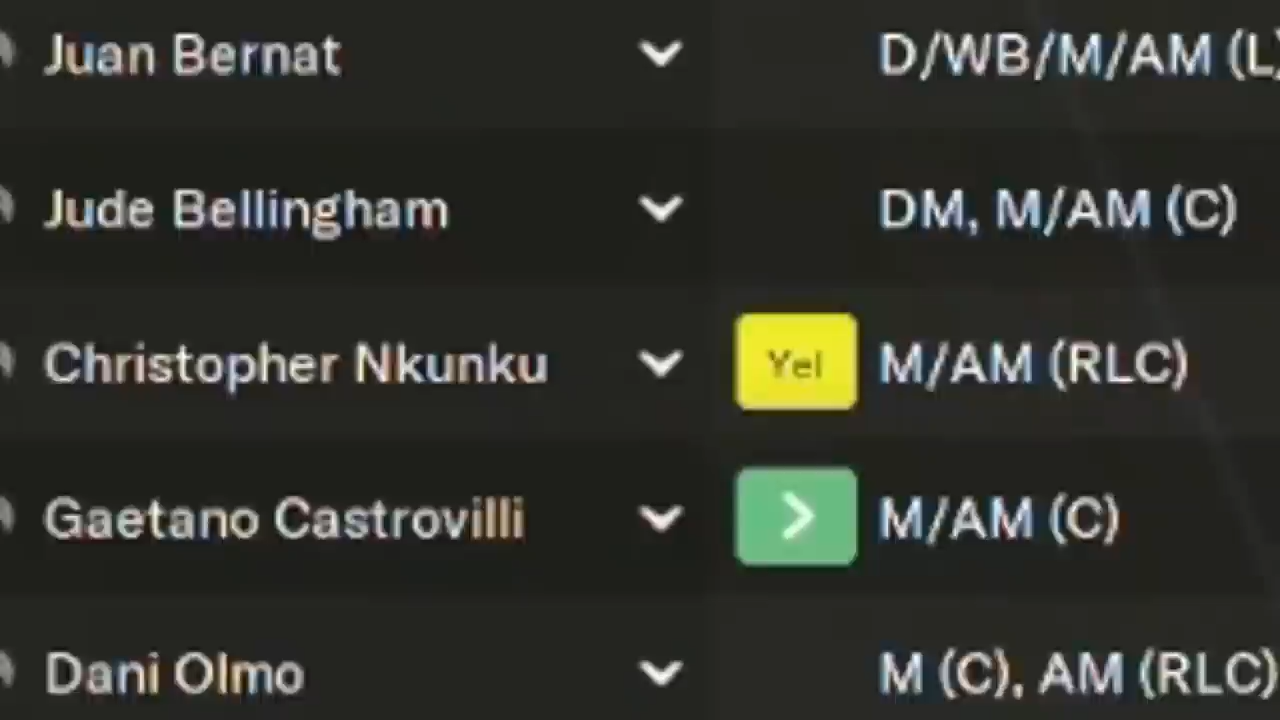 Juan Bernat D/WB/M/AM (L)
Jude Bellingham DM, M/AM (C)
Christopher Nkunku Yel M/AM (RLC)
Gaetano Castrovilli M/AM (C)
Dani Olmo M (C), AM (RLC)